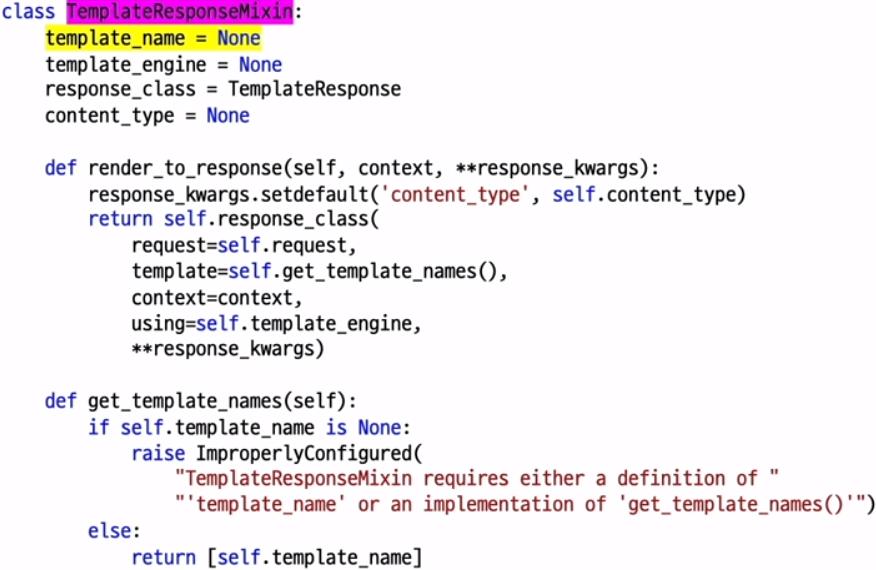 class TemplateResponseMixin:
    template_name = None
    template_engine = None
    response_class = TemplateResponse
    content_type = None

    def render_to_response(self, context, **response_kwargs):
        response_kwargs.setdefault('content_type', self.content_type)
        return self.response_class(
            request=self.request,
            template=self.get_template_names(),
            context=context,
            using=self.template_engine,
            **response_kwargs)

    def get_template_names(self):
        if self.template_name is None:
            raise ImproperlyConfigured(
                "TemplateResponseMixin requires either a definition of "
                "'template_name' or an implementation of 'get_template_names()'")
        else:
            return [self.template_name]